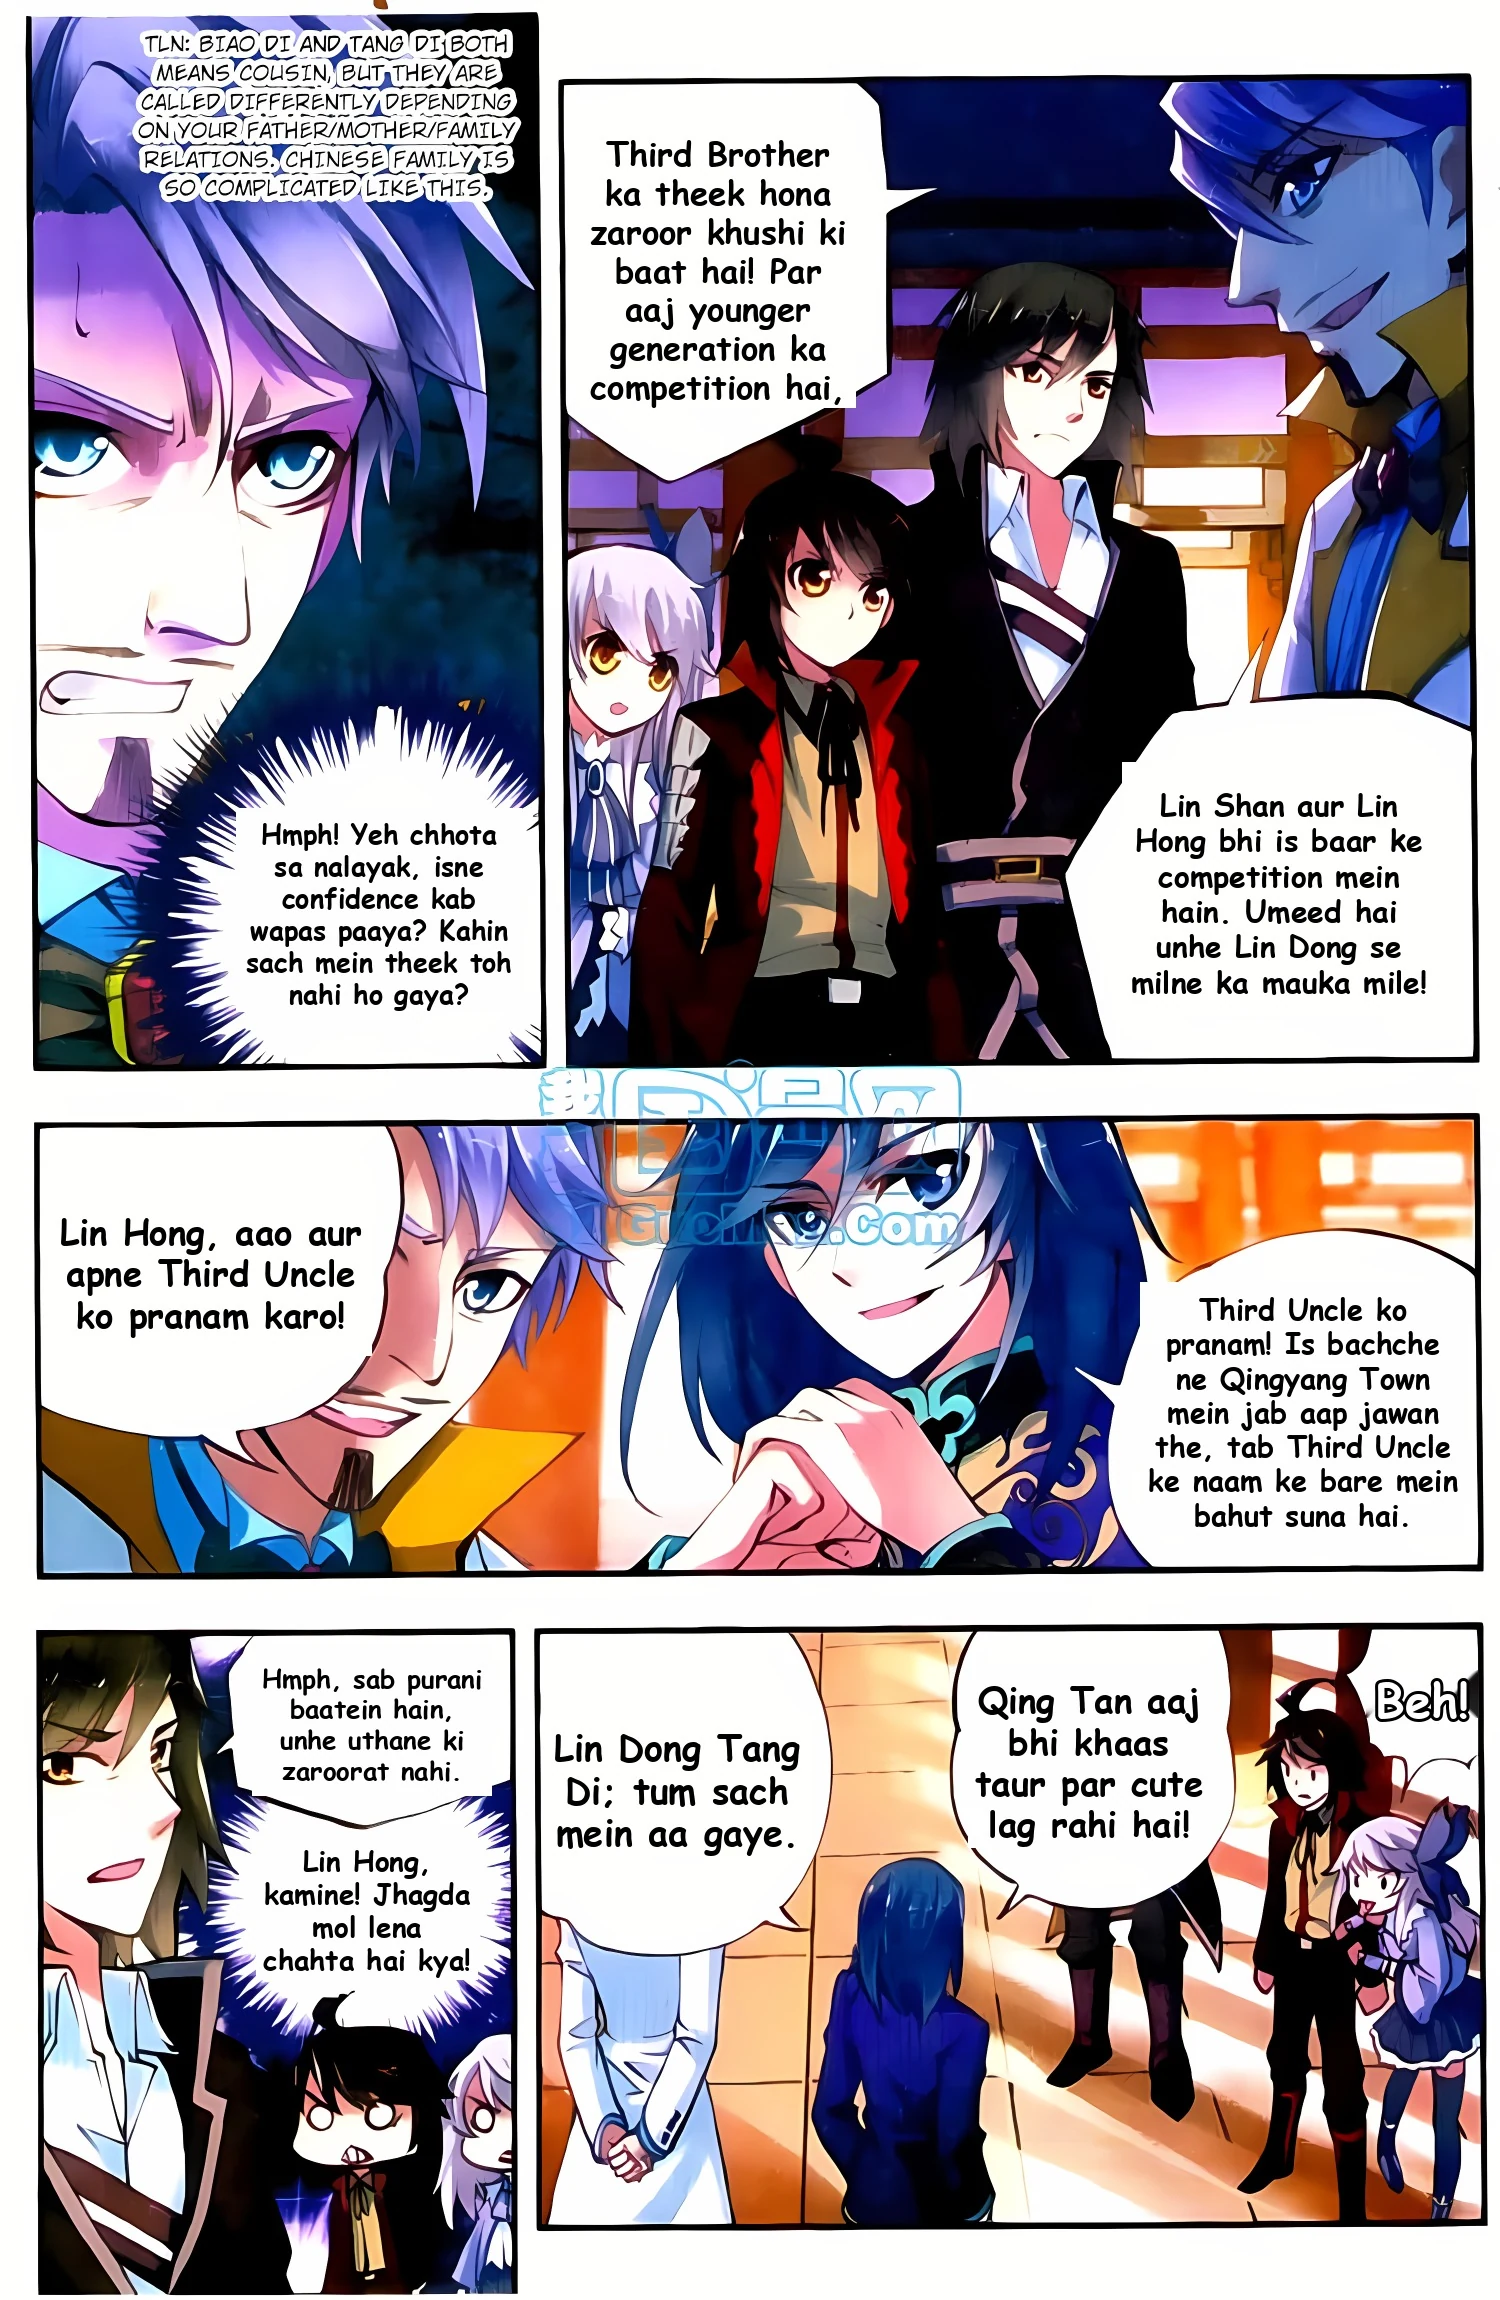 TLN: BIAO DI AND TANG DI BOTH
MEANS COUSIN, BUT THEY ARE
CALLED DIFFERENTLY DEPENDING
ON YOUR FATHER/MOTHER/FAMILY
RELATIONS. CHINESE FAMILY IS
SO COMPLICATED LIKE THIS.
Hmph! Yeh chhota
sa nalayak, isne
confidence kab
wapas paaya? Kahin
sach mein theek toh
nahi ho gaya?
Third Brother
ka theek hona
zaroor khushi ki
baat hai! Par
aaj younger
generation ka
competition hai,
Lin Shan aur Lin
Hong bhi is baar ke
competition mein
hain. Umeed hai
unhe Lin Dong se
milne ka mauka mile!
Lin Hong, aao aur
apne Third Uncle
ko pranam karo!
Third Uncle ko
pranam! Is bachche
ne Qingyang Town
mein jab aap jawan
the, tab Third Uncle
ke naam ke bare mein
bahut suna hai.
Hmph, sab purani
baatein hain,
unhe uthane ki
zaroorat nahi.
Lin Hong,
kamine! Jhagda
mol lena
chahta hai kya!
Lin Dong Tang
Di; tum sach
mein aa gaye.
Qing Tan aaj
bhi khaas
taur par cute
lag rahi hai!
Beh!